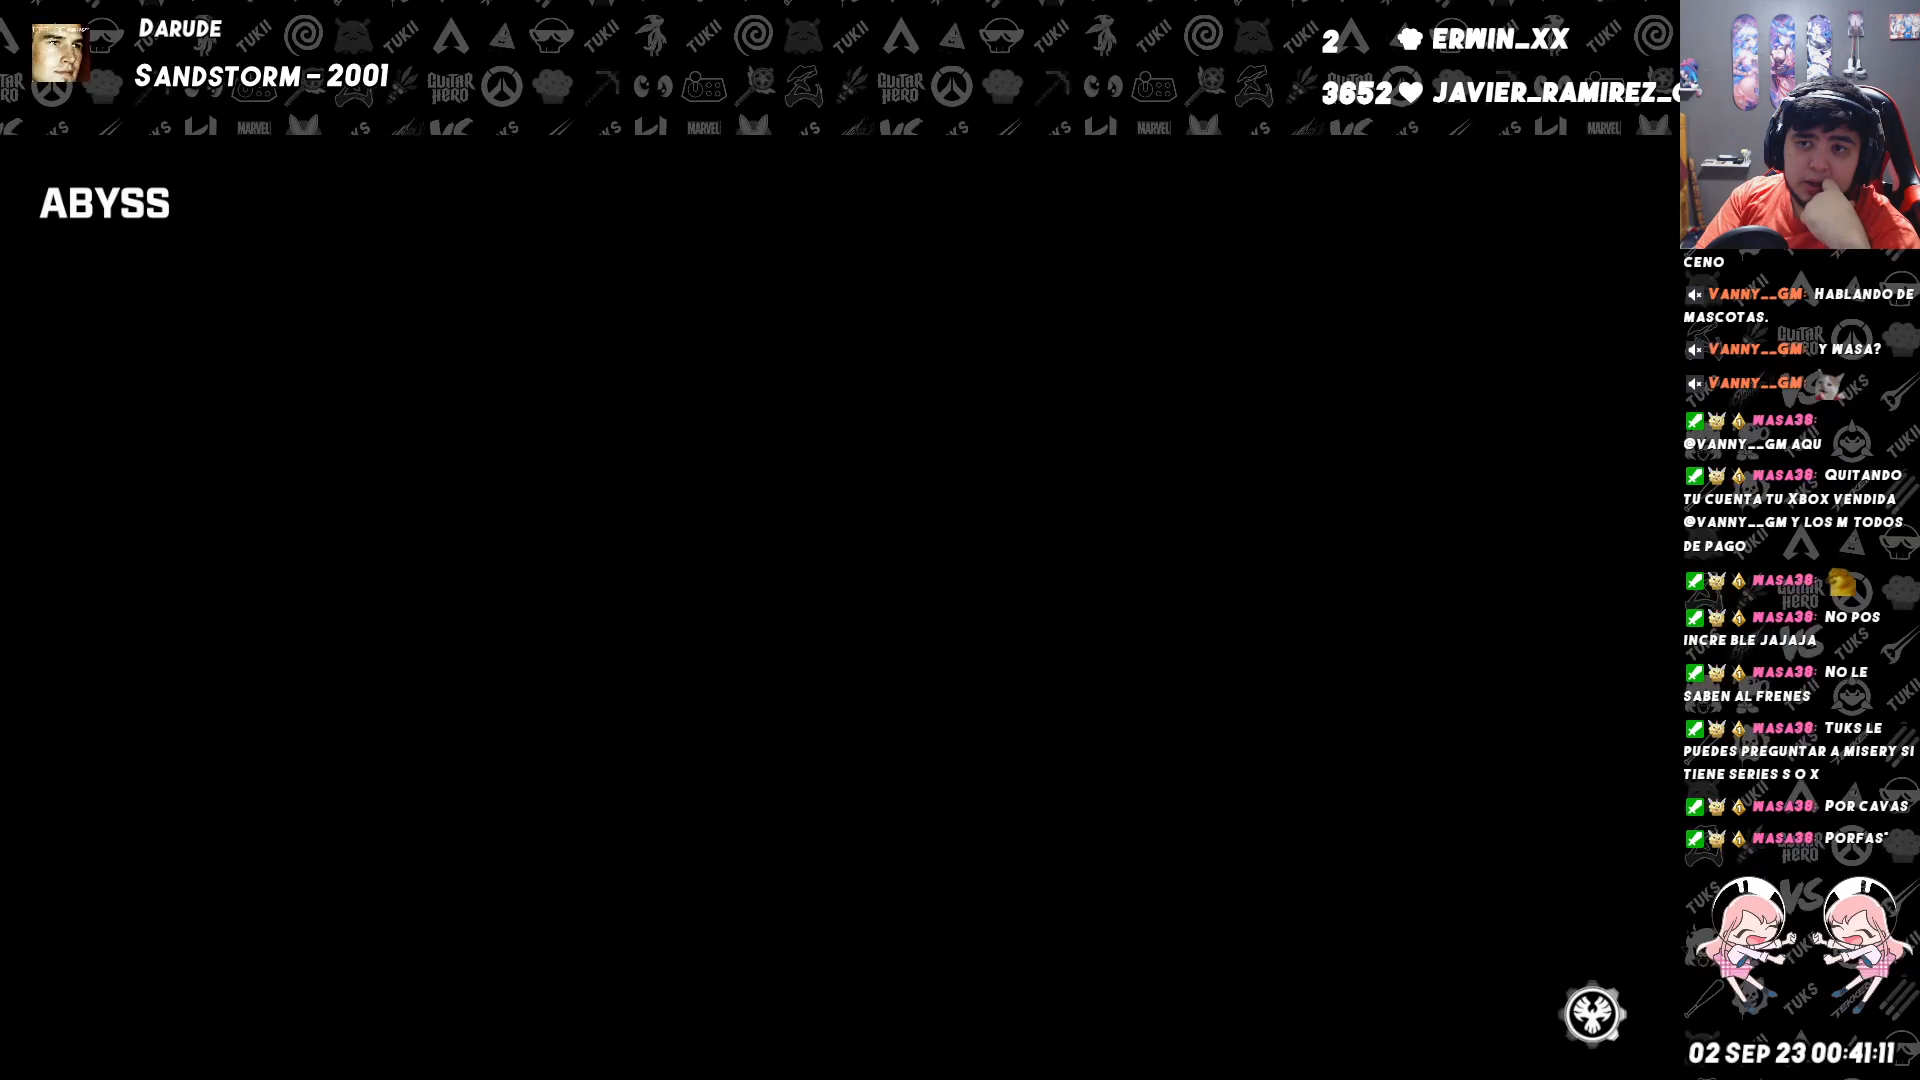 Darude
Sandstorm - 2001
2 ERWIN_XX
3652 JAVIER_RAMIREZ_
ABYSS
CENO
VANNY__GM: HABLANDO DE
MASCOTAS.
VANNY__GM: Y WASA?
VANNY__GM:
WASA38:
@VANNY__GM AQU
WASA38: QUITANDO
TU CUENTA TU XBOX VENDIDA
@VANNY__GM Y LOS M TODOS
DE PAGO
WASA38:
WASA38: NO POS
INCRE BLE JAJAJA
WASA38: NO LE
SABEN AL FRENES
WASA38: TUKS LE
PUEDES PREGUNTAR A MISERY SI
TIENE SERIES S O X
WASA38: POR CAVAS
WASA38: PORFAS*
02 SEP 23 00:41:11